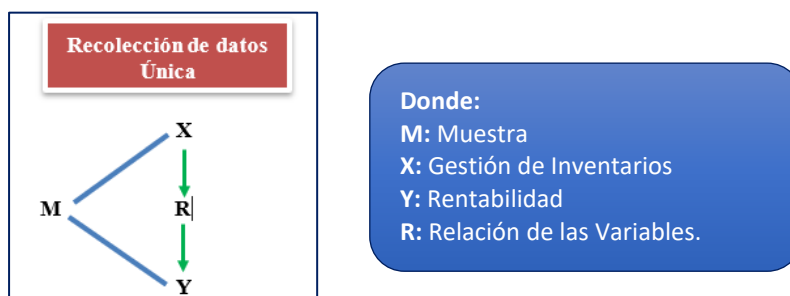 Recolección de datos
Única
X
M
R
Y
Donde:
M: Muestra
X: Gestión de Inventarios
Y: Rentabilidad
R: Relación de las Variables.